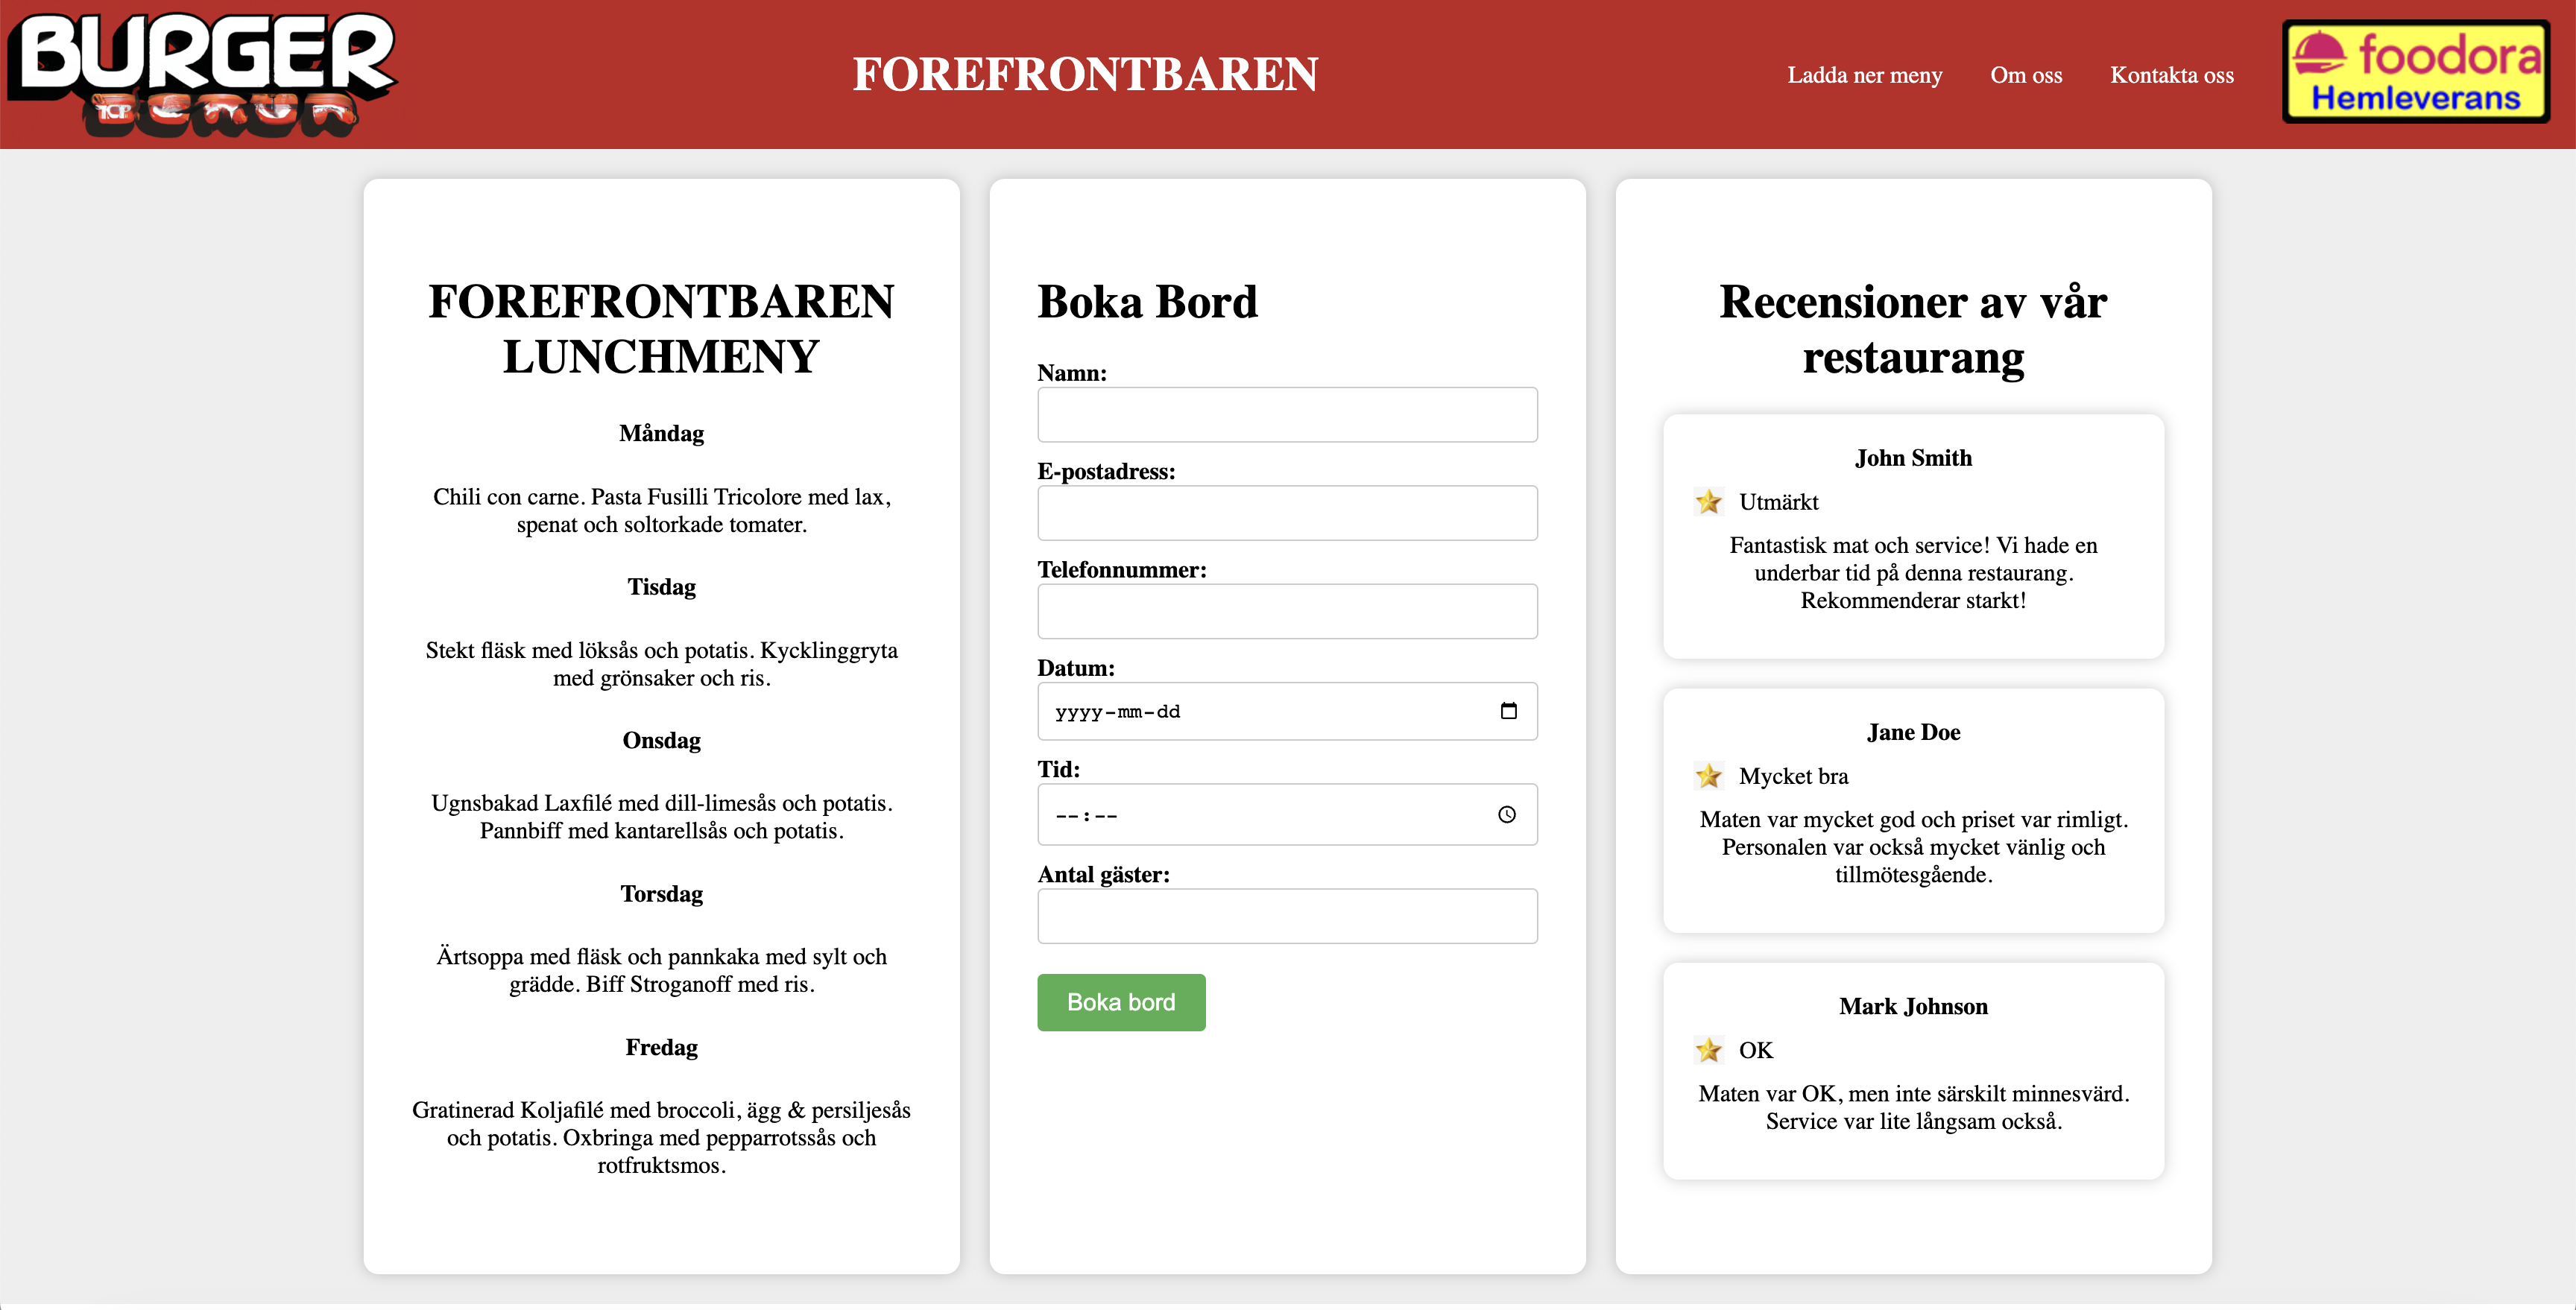 BURGER
FOREFRONTBAREN
Ladda ner meny
Om oss
Kontakta oss
foodora
Hemleverans
FOREFRONTBAREN
LUNCHMENY
Måndag
Chili con carne. Pasta Fusilli Tricolore med lax,
spenat och soltorkade tomater.
Tisdag
Stekt fläsk med löksås och potatis. Kycklinggryta
med grönsaker och ris.
Onsdag
Ugnsbakad Laxfilé med dill-limesås och potatis.
Pannbiff med kantarellsås och potatis.
Torsdag
Ärtsoppa med fläsk och pannkaka med sylt och
grädde. Biff Stroganoff med ris.
Fredag
Gratinerad Koljafilé med broccoli, ägg & persiljesås
och potatis. Oxbringa med pepparrotssås och
rotfruktsmos.
Boka Bord
Namn:
E-postadress:
Telefonnummer:
Datum:
yyyy-mm-dd
Tid:
--:--
Antal gäster:
Boka bord
Recensioner av vår
restaurang
John Smith
Utmärkt
Fantastisk mat och service! Vi hade en
underbar tid på denna restaurang.
Rekommenderar starkt!
Jane Doe
Mycket bra
Maten var mycket god och priset var rimligt.
Personalen var också mycket vänlig och
tillmötesgående.
Mark Johnson
OK
Maten var OK, men inte särskilt minnesvärd.
Service var lite långsam också.